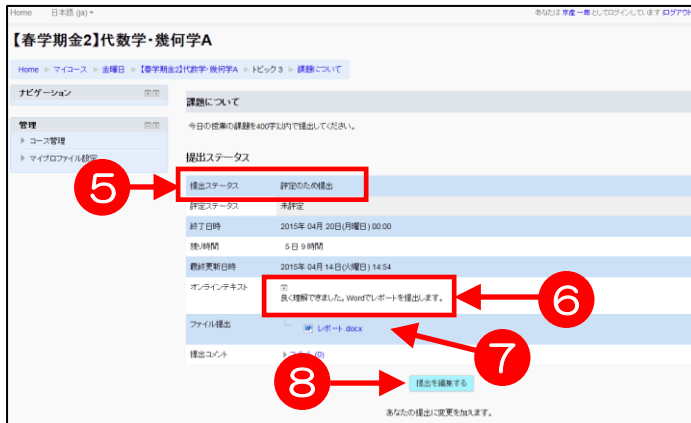 Home 日本語 (ja)
あなたは 京産 一郎 としてログインしています (ログアウト
【春学期金2】代数学・幾何学A
Home ▶ マイコース ▶ 金曜日 ▶ 【春学期金2】代数学・幾何学A ▶ トピック 3 ▶ 課題について
ナビゲーション
管理
コース管理
マイプロファイル設定
課題について
今日の授業の課題を400字以内で提出してください。
提出ステータス
5
提出ステータス 評定のため提出
評定ステータス 未評定
終了日時 2015年 04月 20日(月曜日) 00:00
残り時間 5 日 9 時間
最終更新日時 2015年 04月 14日(火曜日) 14:54
オンラインテキスト
良く理解できました。Wordでレポートを提出します。
6
ファイル提出 レポート.docx
7
提出コメント (0)
8
提出を編集する
あなたの提出に変更を加えます。